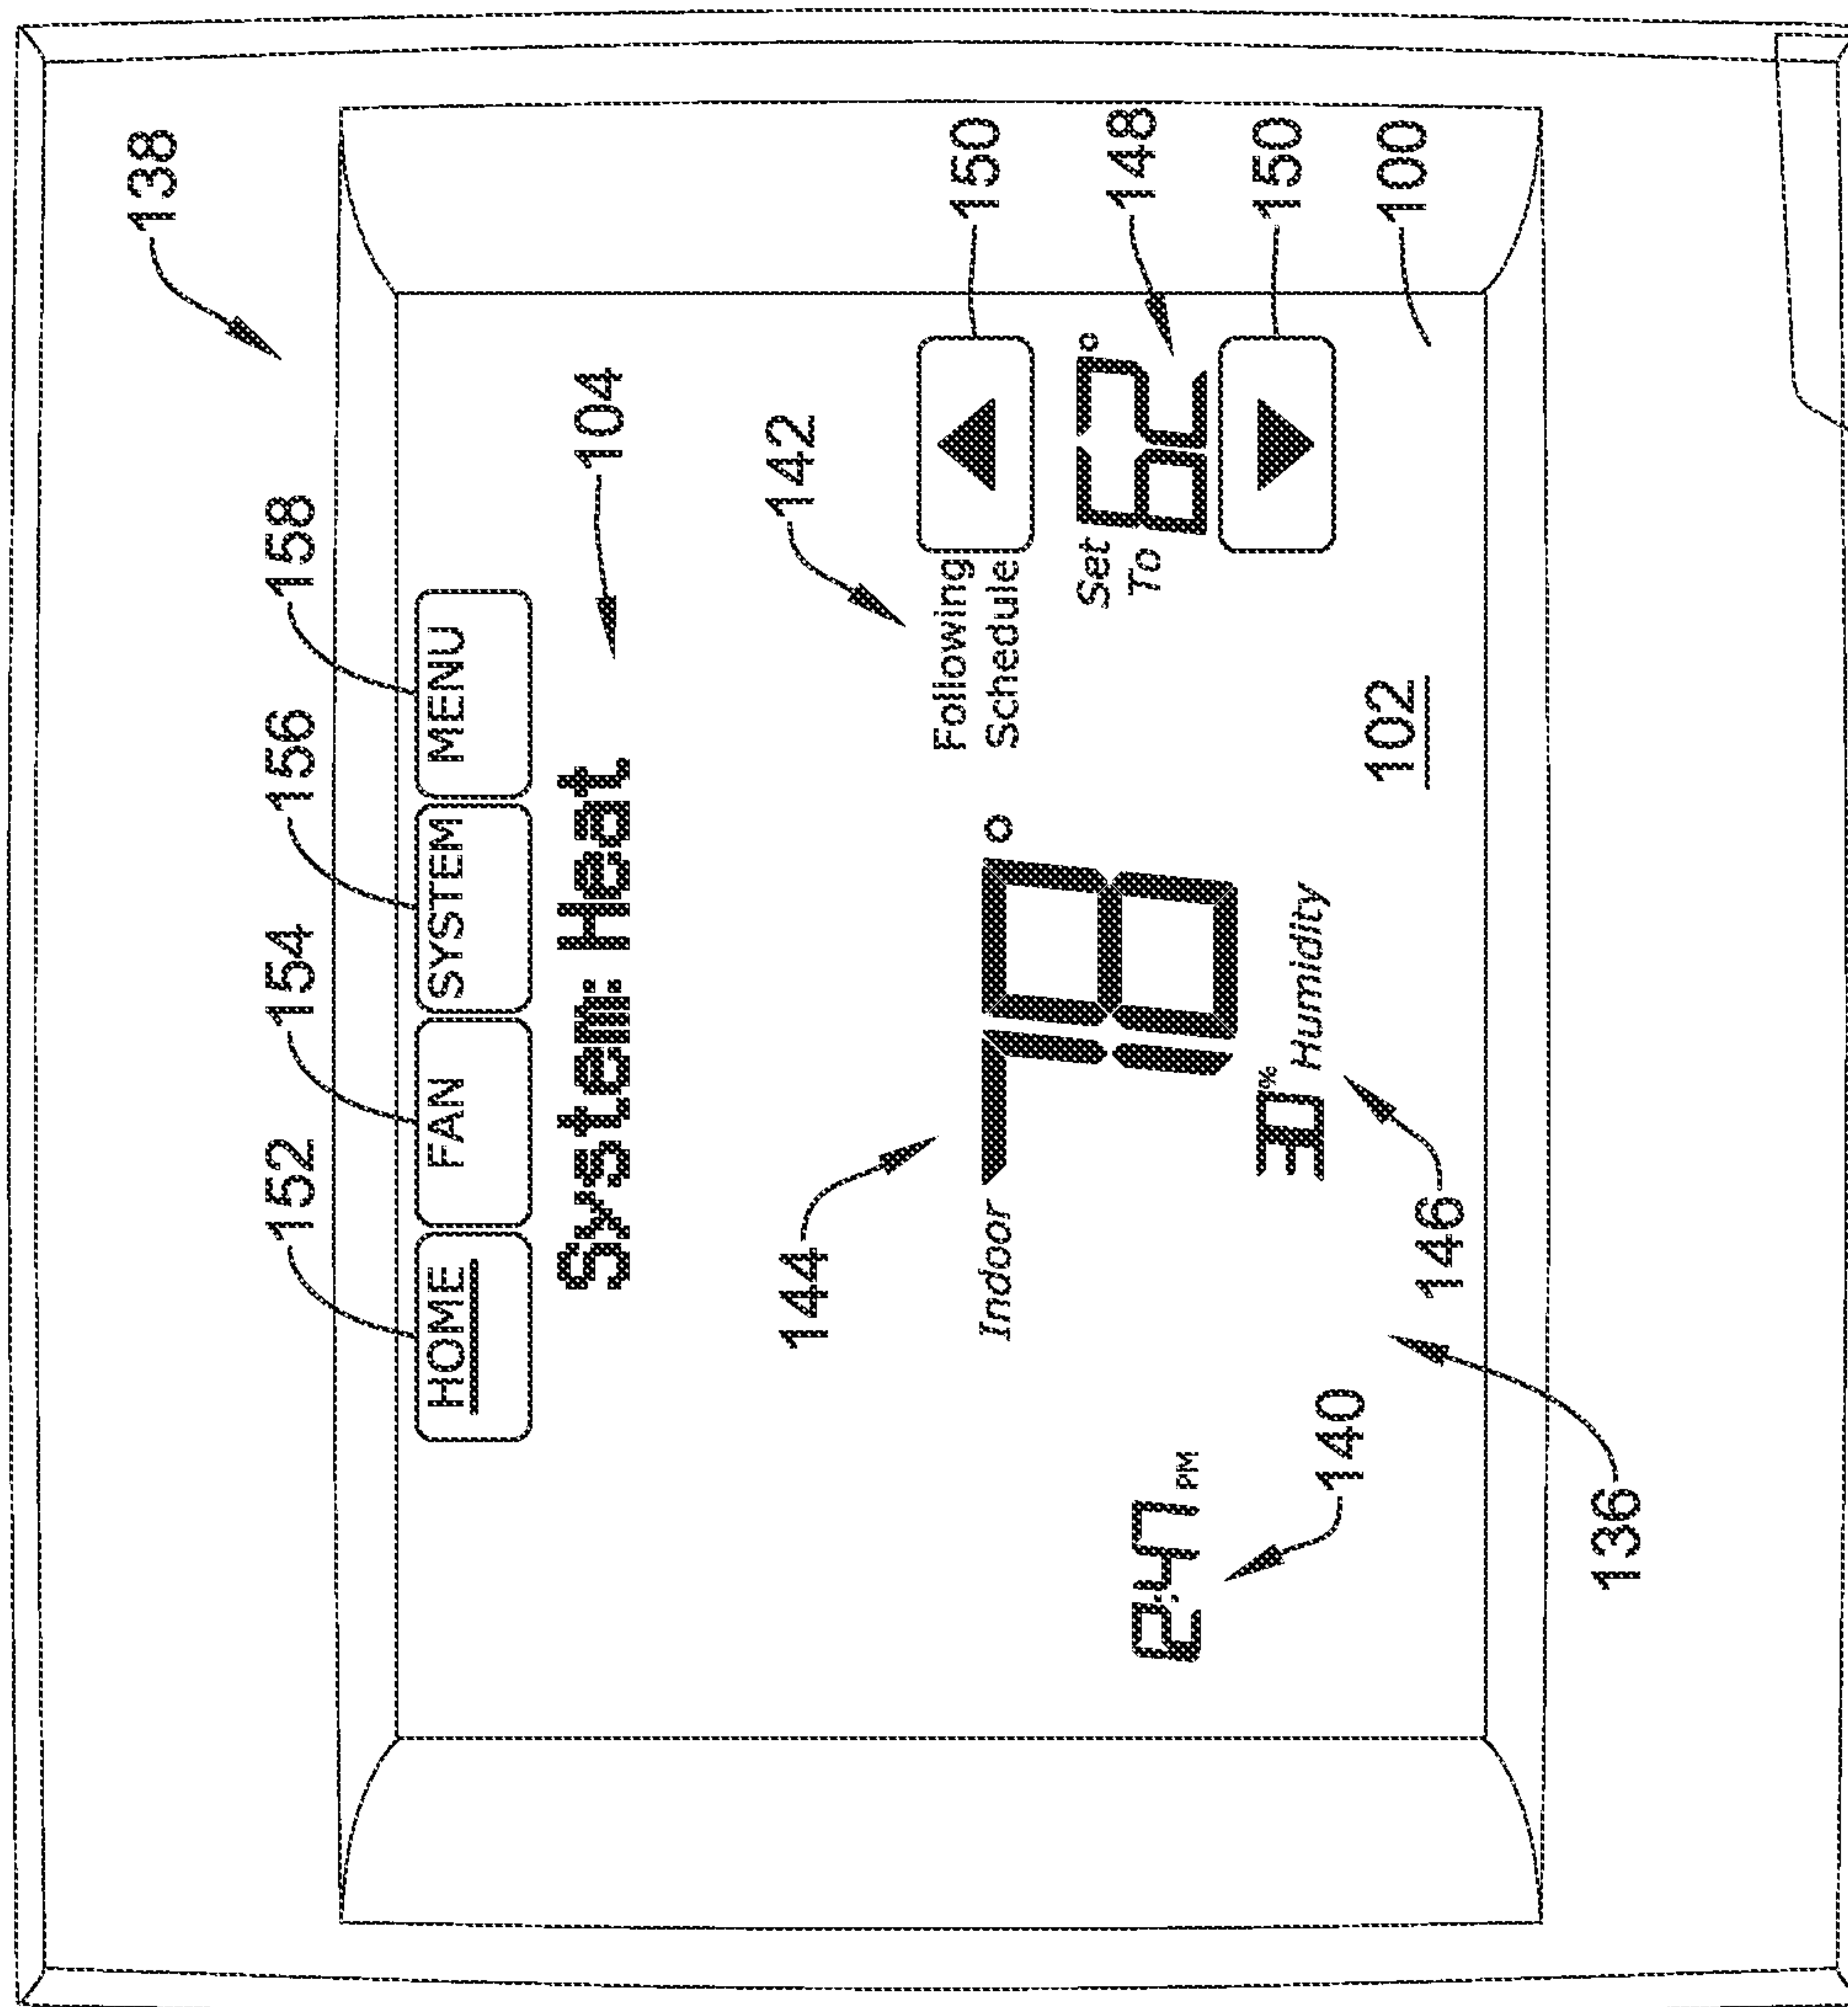 138
152 154 156 158
HOME FAN SYSTEM MENU
System: Heat 104
144 142
Following 150
Schedule
Indoor 78°
Set To 62° 148
2:47 PM
150
30% Humidity
140 102 100
146
136